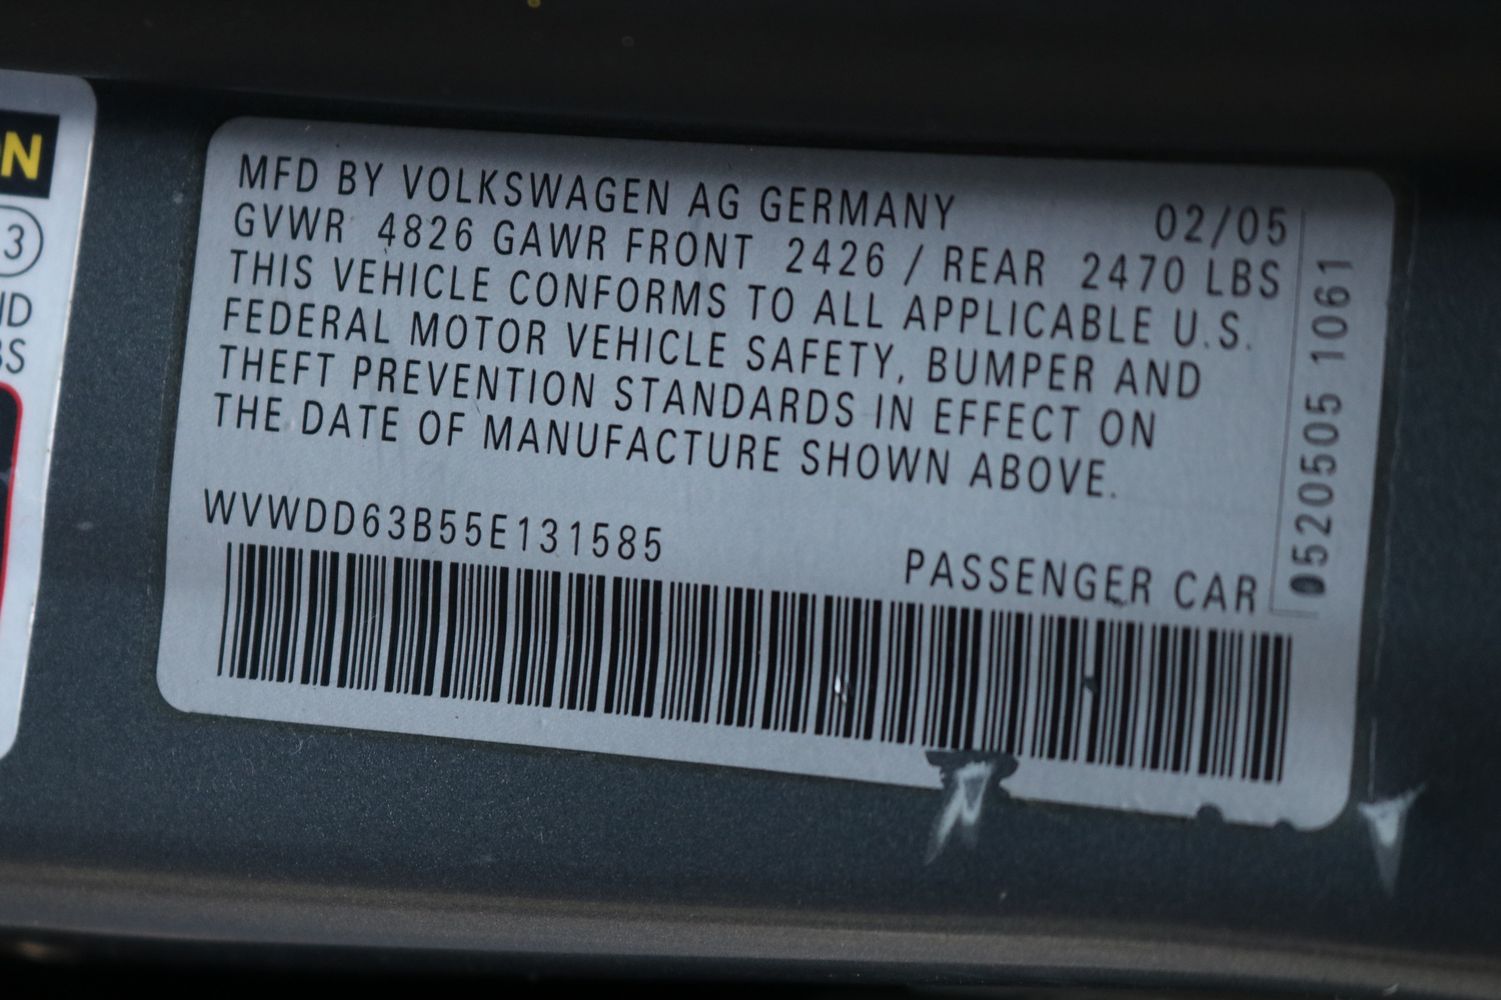 N
3
ND
BS
MFD BY VOLKSWAGEN AG GERMANY 02/05
GVWR 4826 GAWR FRONT 2426 / REAR 2470 LBS
THIS VEHICLE CONFORMS TO ALL APPLICABLE U.S.
FEDERAL MOTOR VEHICLE SAFETY, BUMPER AND
THEFT PREVENTION STANDARDS IN EFFECT ON
THE DATE OF MANUFACTURE SHOWN ABOVE.
WVWDD63B55E131585
PASSENGER CAR
0520505 1061